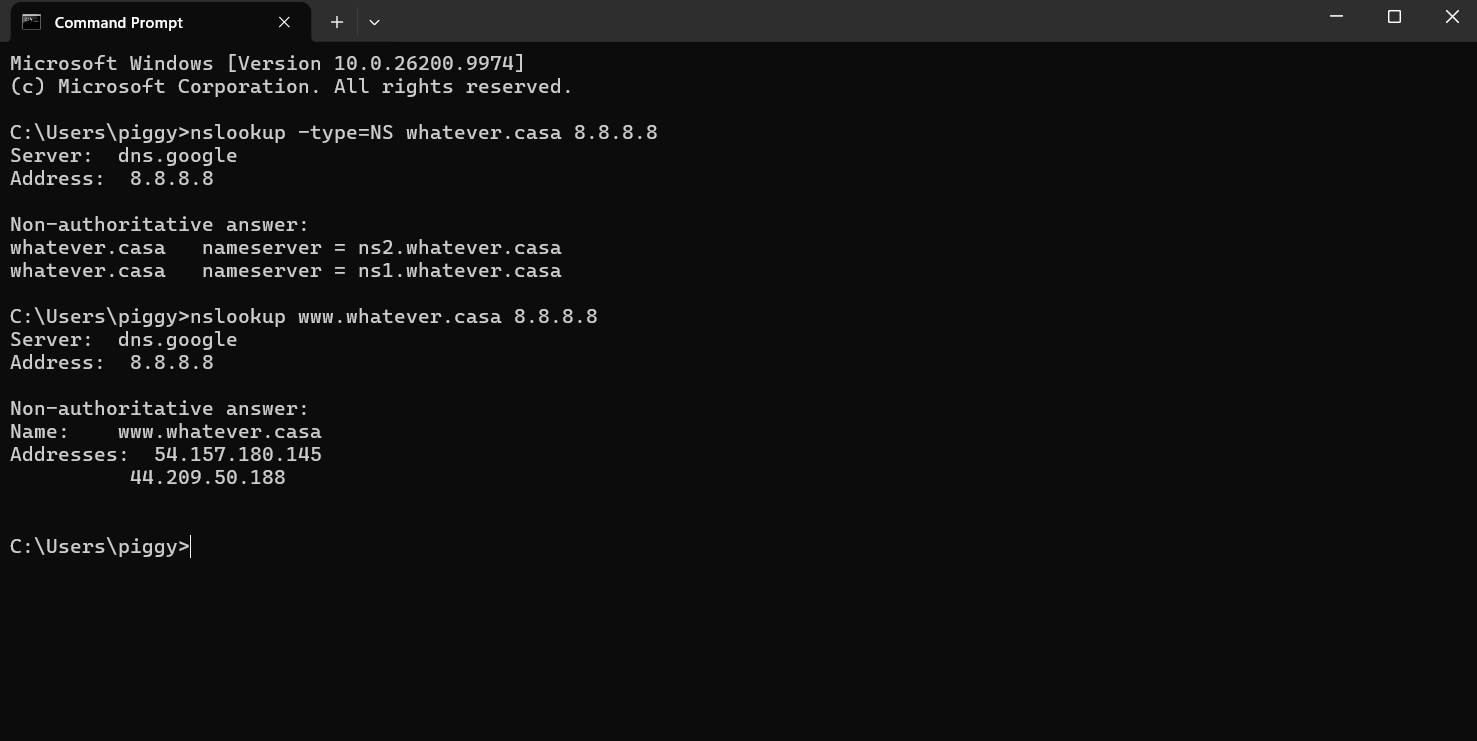 Command Prompt
Microsoft Windows [Version 10.0.26200.9974]
(c) Microsoft Corporation. All rights reserved.
C:\Users\piggy>nslookup -type=NS whatever.casa 8.8.8.8
Server:  dns.google
Address:  8.8.8.8
Non-authoritative answer:
whatever.casa   nameserver = ns2.whatever.casa
whatever.casa   nameserver = ns1.whatever.casa
C:\Users\piggy>nslookup www.whatever.casa 8.8.8.8
Server:  dns.google
Address:  8.8.8.8
Non-authoritative answer:
Name:    www.whatever.casa
Addresses:  54.157.180.145
          44.209.50.188
C:\Users\piggy>